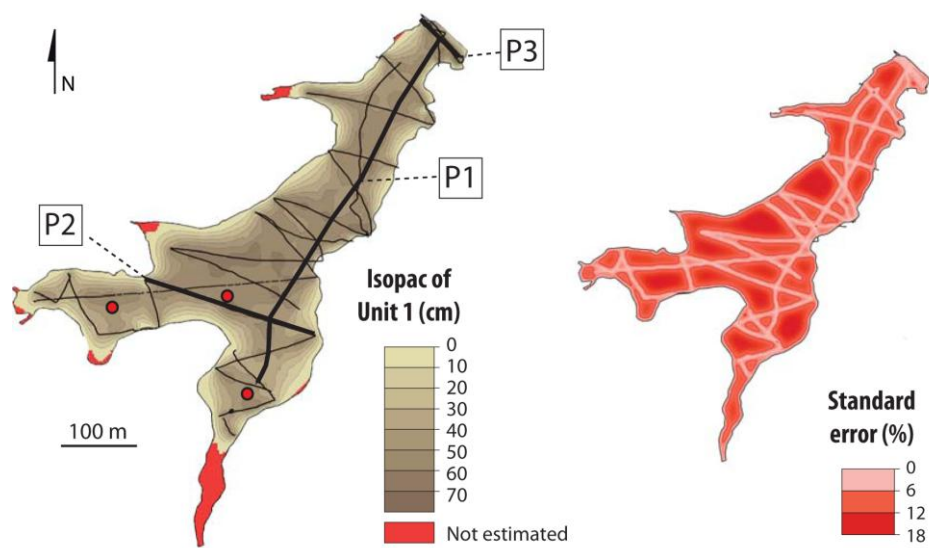 N
P3
P1
P2
Isopac of
Unit 1 (cm)
0
10
20
30
40
50
60
70
Not estimated
100 m
Standard
error (%)
0
6
12
18